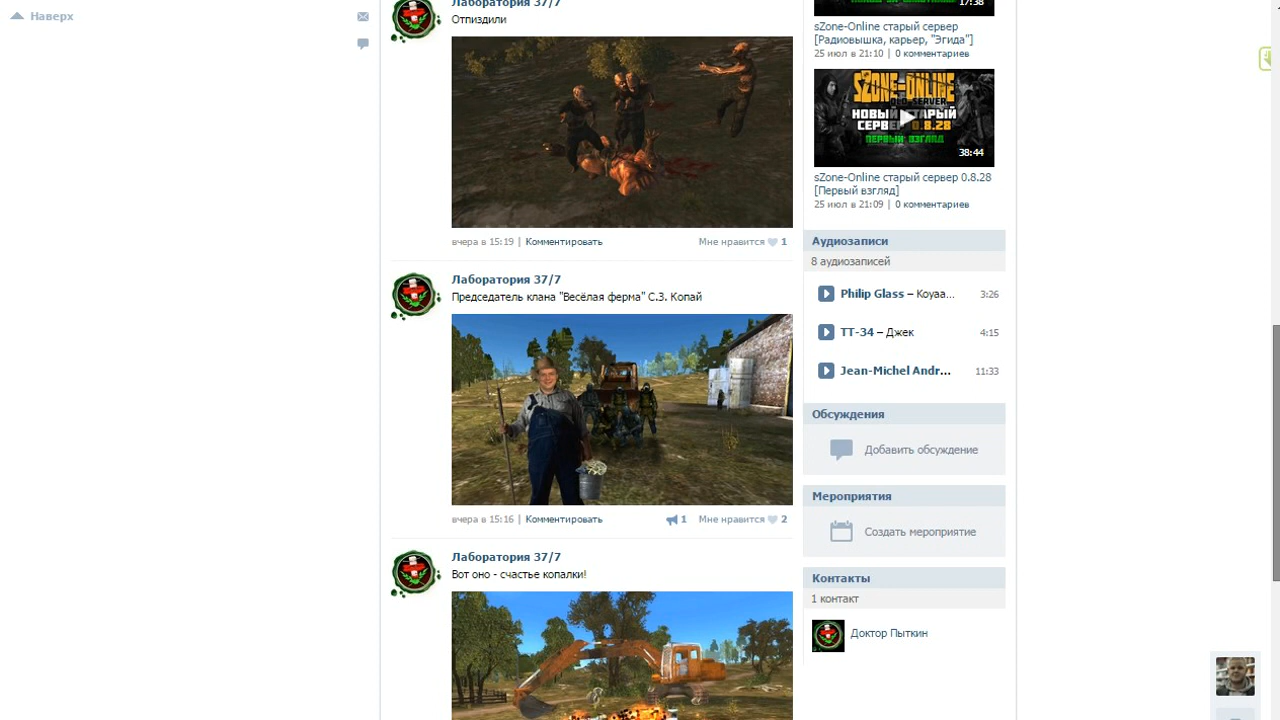 Наверх
Лаборатория 37/7
Отпиздили
вчера в 15:19 | Комментировать
Мне нравится 1
Лаборатория 37/7
Председатель клана "Весёлая ферма" С.З. Копай
вчера в 15:16 | Комментировать
1 Мне нравится 2
Лаборатория 37/7
Вот оно - счастье копалки!
17:38
sZone-Online старый сервер
[Радиовышка, карьер, "Эгида"]
25 июл в 21:10 | 0 комментариев
SZONE-ONLINE
OLD SERVER
НОВЫЙ СТАРЫЙ
СЕРВЕР 0.8.28
ПЕРВЫЙ ВЗГЛЯД
38:44
sZone-Online старый сервер 0.8.28
[Первый взгляд]
25 июл в 21:09 | 0 комментариев
Аудиозаписи
8 аудиозаписей
Philip Glass – Koyaa... 3:26
ТТ-34 – Джек 4:15
Jean-Michel Andr... 11:33
Обсуждения
Добавить обсуждение
Мероприятия
Создать мероприятие
Контакты
1 контакт
Доктор Пыткин